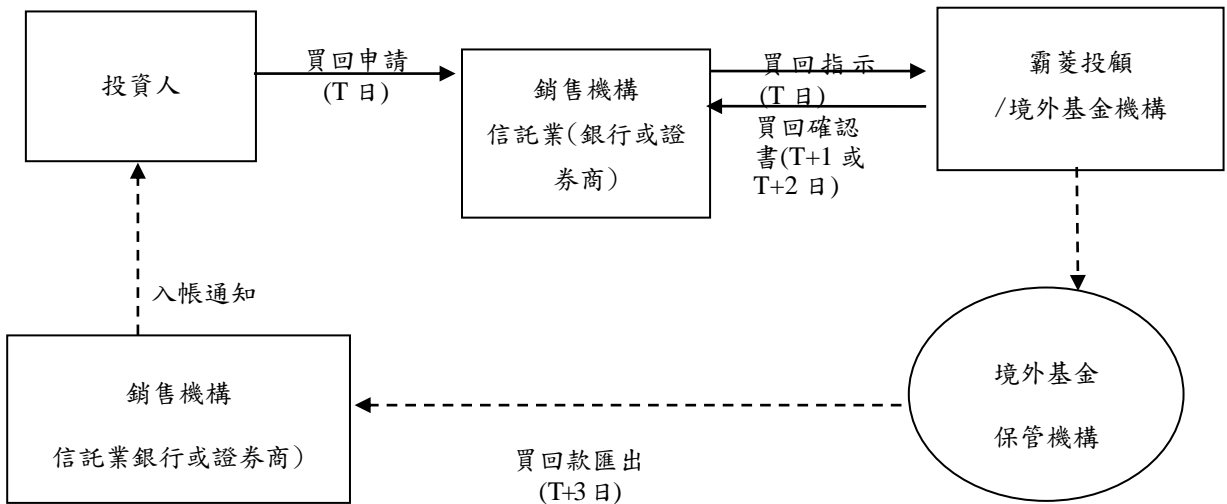 投資人
買回申請
(T 日)
銷售機構
信託業(銀行或證
券商)
買回指示
(T 日)
買回確認
書(T+1 或
T+2 日)
霸菱投顧
/境外基金機構
入帳通知
銷售機構
信託業銀行或證券商)
買回款匯出
(T+3 日)
境外基金
保管機構